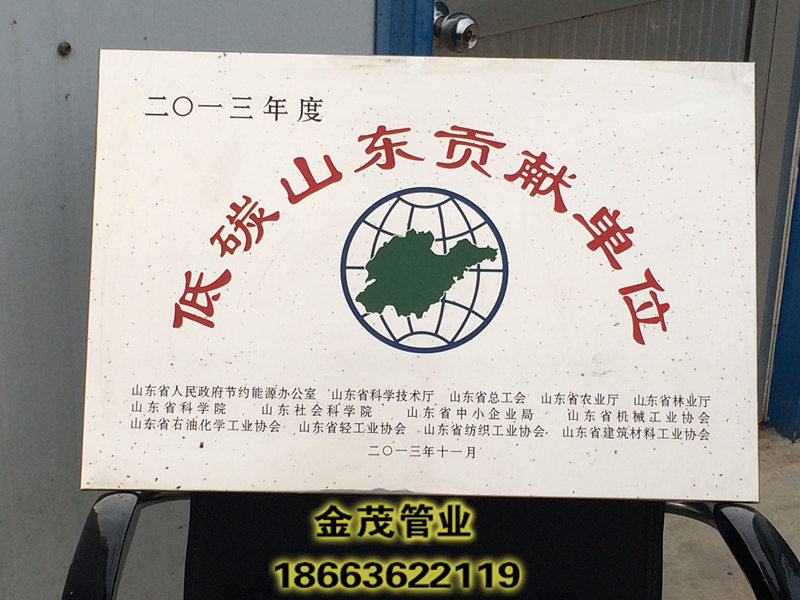 二〇一三年度
低碳山东贡献单位
山东省人民政府节约能源办公室 山东省科学技术厅 山东省总工会 山东省农业厅 山东省林业厅
山东省科学院 山东社会科学院 山东省中小企业局 山东省机械工业协会
山东省石油化学工业协会 山东省轻工业协会 山东省纺织工业协会 山东省建筑材料工业协会
二〇一三年十一月
金茂管业
18663622119